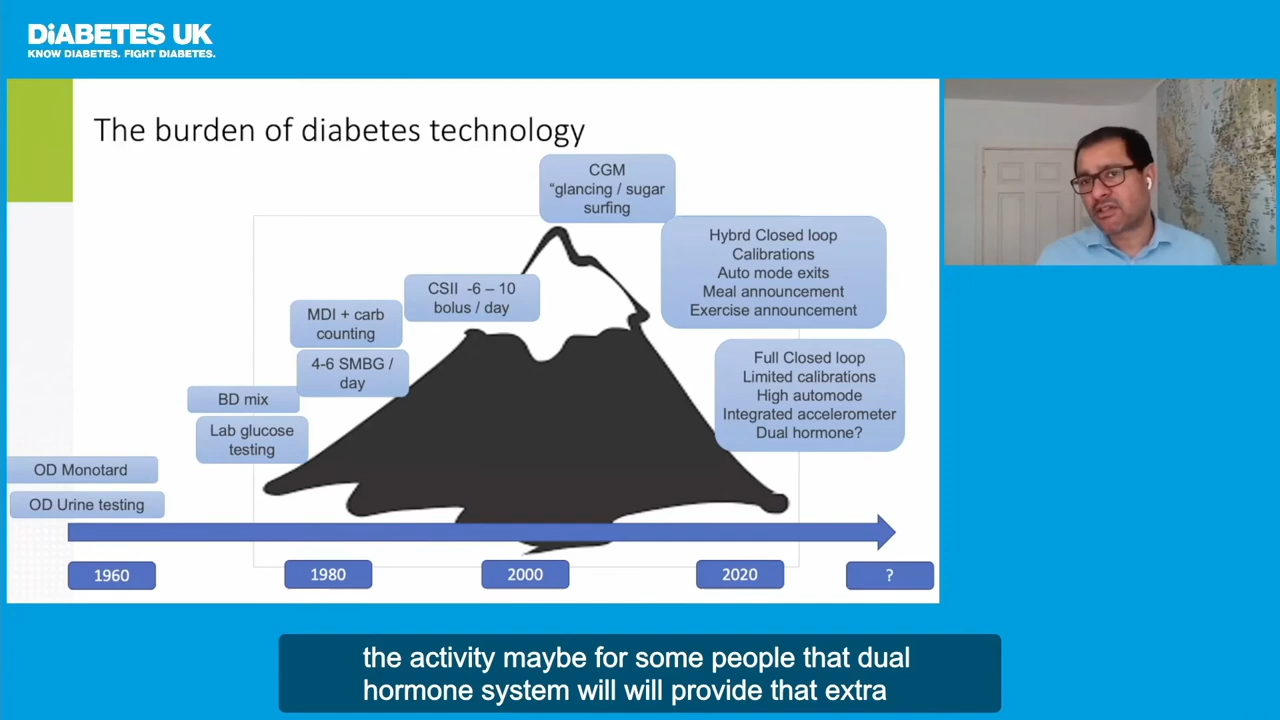 DiABETES UK
KNOW DIABETES. FIGHT DIABETES.
The burden of diabetes technology
CGM
“glancing / sugar
surfing
Hybrd Closed loop
Calibrations
Auto mode exits
Meal announcement
Exercise announcement
CSII -6 – 10
bolus / day
MDI + carb
counting
4-6 SMBG /
day
Full Closed loop
Limited calibrations
High automode
Integrated accelerometer
Dual hormone?
BD mix
Lab glucose
testing
OD Monotard
OD Urine testing
1960
1980
2000
2020
?
the activity maybe for some people that dual
hormone system will will provide that extra